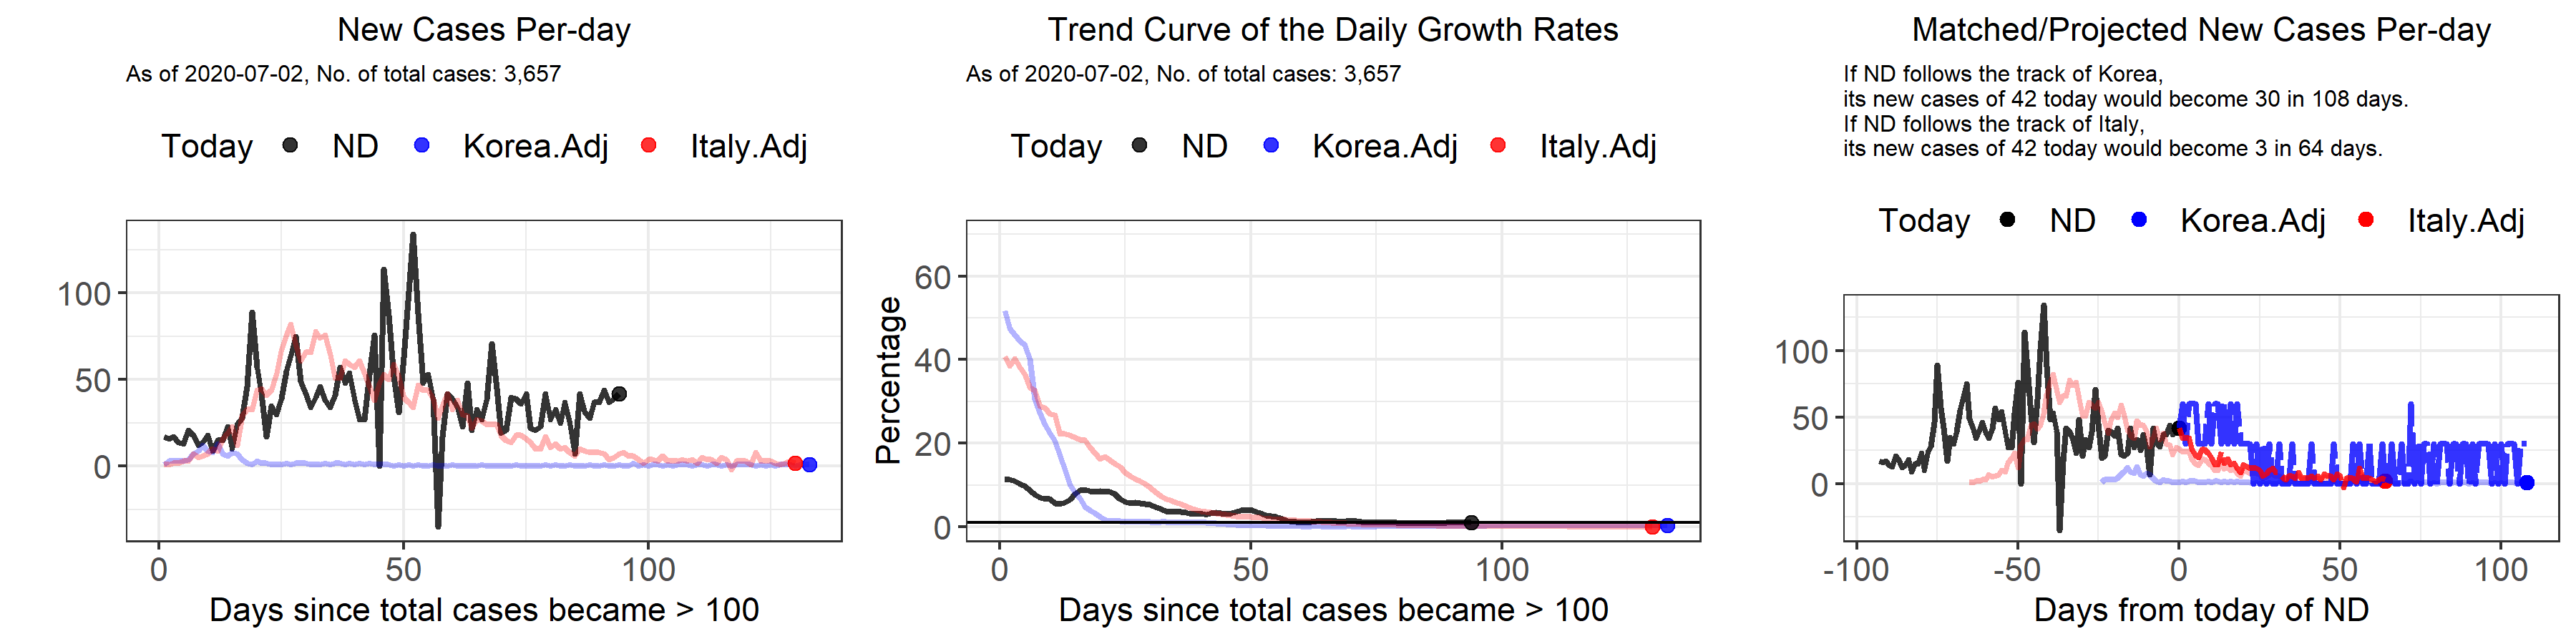 New Cases Per-day
As of 2020-07-02, No. of total cases: 3,657
Today ND Korea.Adj Italy.Adj
100
50
0
0 50 100
Days since total cases became > 100
Trend Curve of the Daily Growth Rates
As of 2020-07-02, No. of total cases: 3,657
Today ND Korea.Adj Italy.Adj
Percentage
60
40
20
0
0 50 100
Days since total cases became > 100
Matched/Projected New Cases Per-day
If ND follows the track of Korea,
its new cases of 42 today would become 30 in 108 days.
If ND follows the track of Italy,
its new cases of 42 today would become 3 in 64 days.
Today ND Korea.Adj Italy.Adj
100
50
0
-100 -50 0 50 100
Days from today of ND